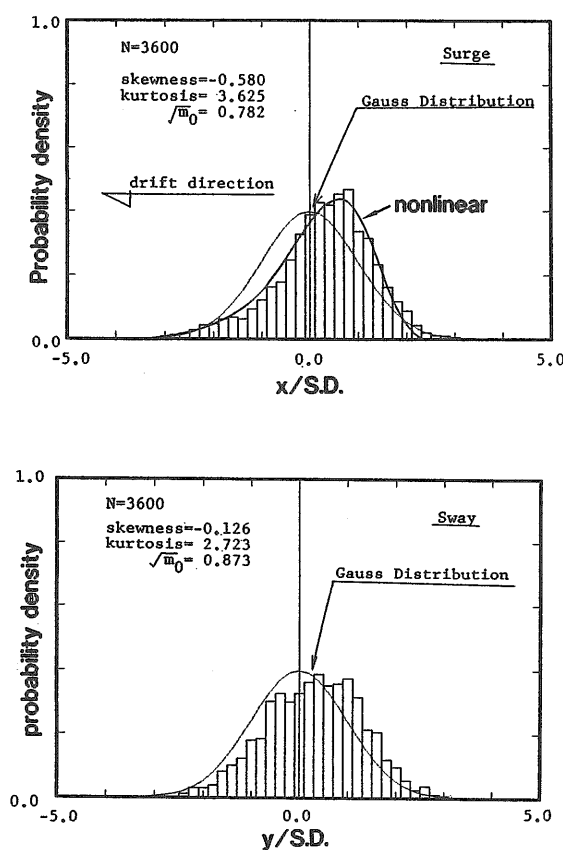 1.0
N=3600
Surge
skewness=-0.580
kurtosis= 3.625
√m0= 0.782
Gauss Distribution
drift direction
nonlinear
Probability density
0.0
-5.0 0.0 5.0
x/S.D.
1.0
N=3600
Sway
skewness=-0.126
kurtosis= 2.723
√m0= 0.873
Gauss Distribution
probability density
0.0
-5.0 0.0 5.0
y/S.D.